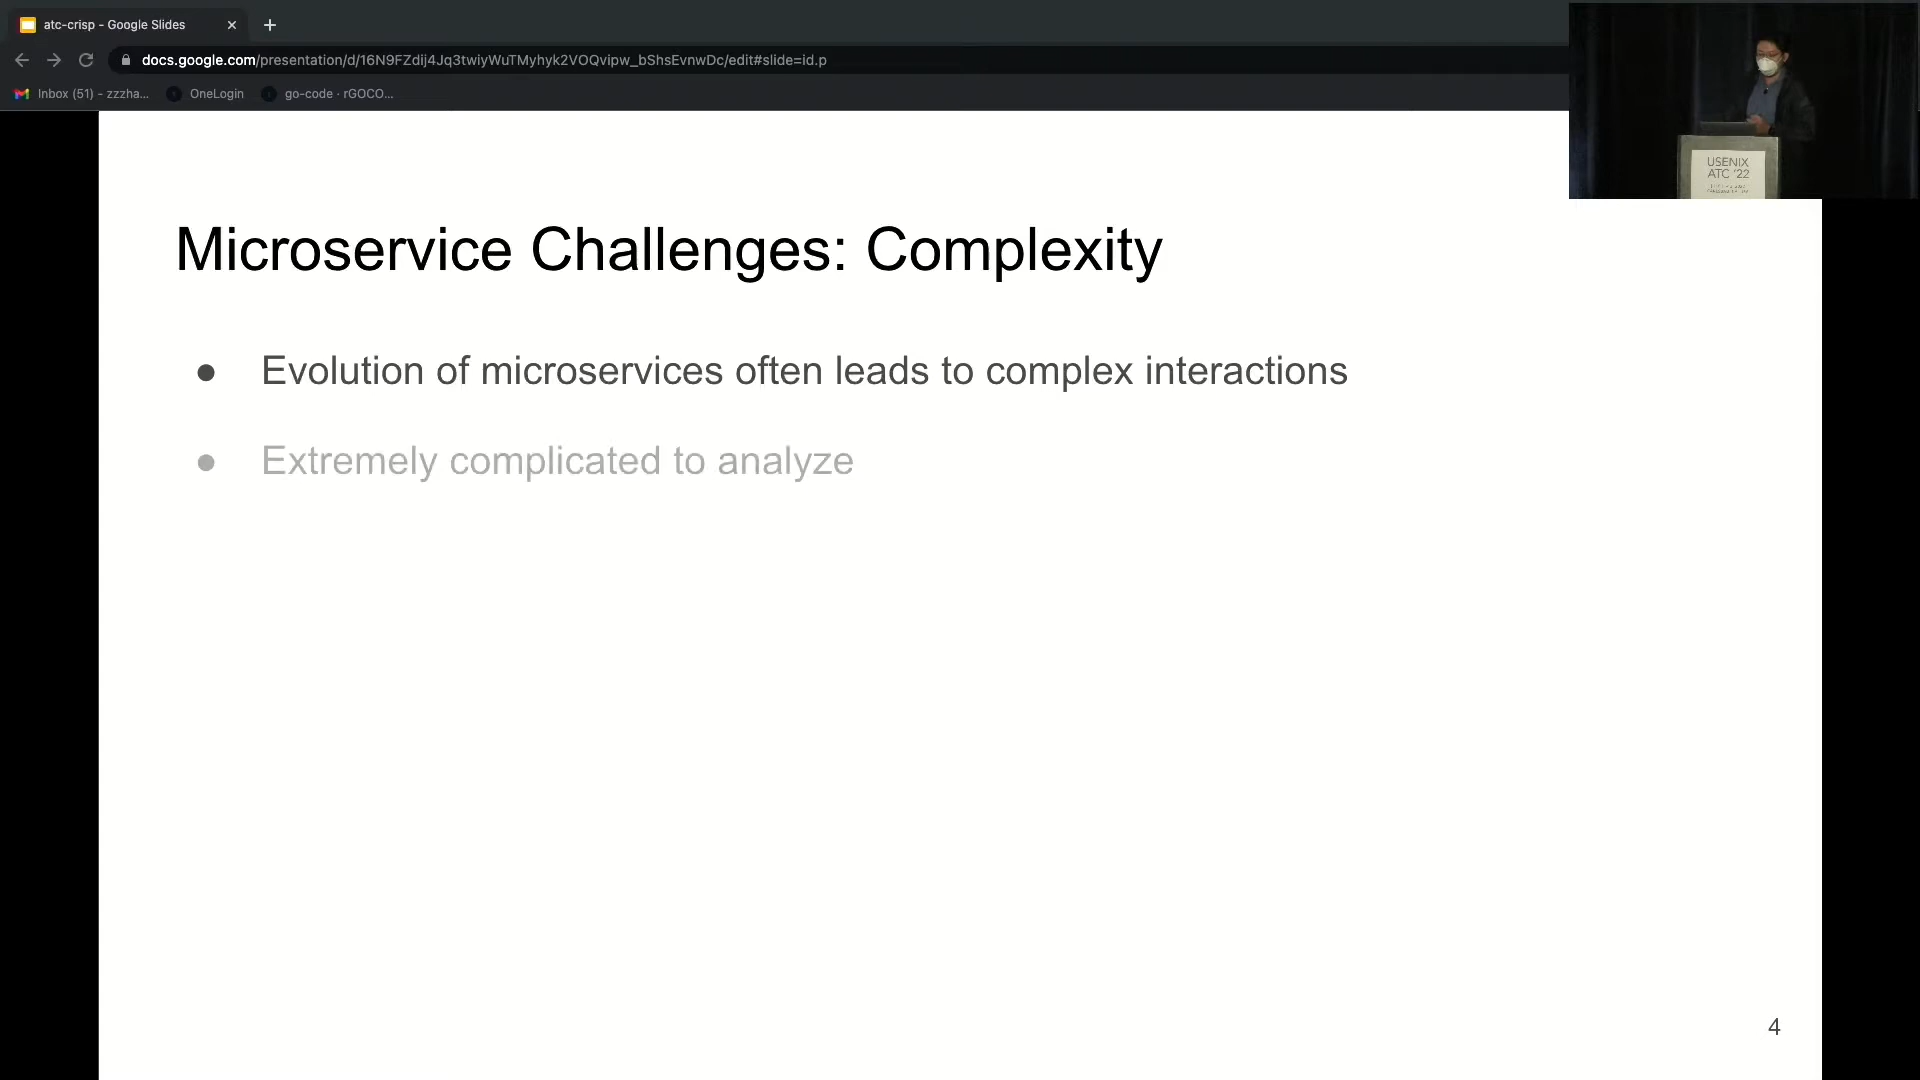 atc-crisp - Google Slides
docs.google.com/presentation/d/16N9FZdij4Jq3twiyWuTMyhyk2VOQvipw_bShsEvnwDc/edit#slide=id.p
Inbox (51) - zzzha... OneLogin go-code · rGOCO...
USENIX
ATC '22
Microservice Challenges: Complexity
● Evolution of microservices often leads to complex interactions
● Extremely complicated to analyze
4